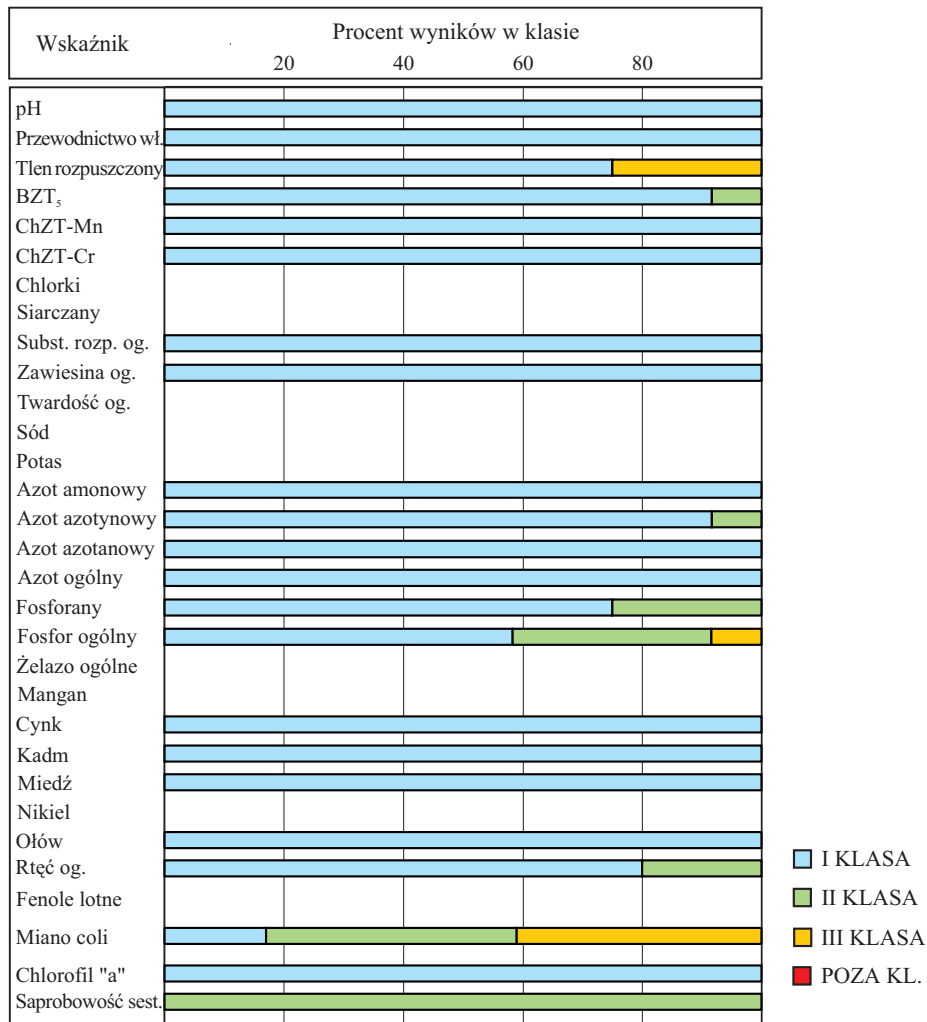 Wskaźnik
Procent wyników w klasie
20 40 60 80
pH
Przewodnictwo wł.
Tlen rozpuszczony
BZT₅
ChZT-Mn
ChZT-Cr
Chlorki
Siarczany
Subst. rozp. og.
Zawiesina og.
Twardość og.
Sód
Potas
Azot amonowy
Azot azotynowy
Azot azotanowy
Azot ogólny
Fosforany
Fosfor ogólny
Żelazo ogólne
Mangan
Cynk
Kadm
Miedź
Nikiel
Ołów
Rtęć og.
Fenole lotne
Miano coli
Chlorofil "a"
Saprobowość sest.
I KLASA
II KLASA
III KLASA
POZA KL.